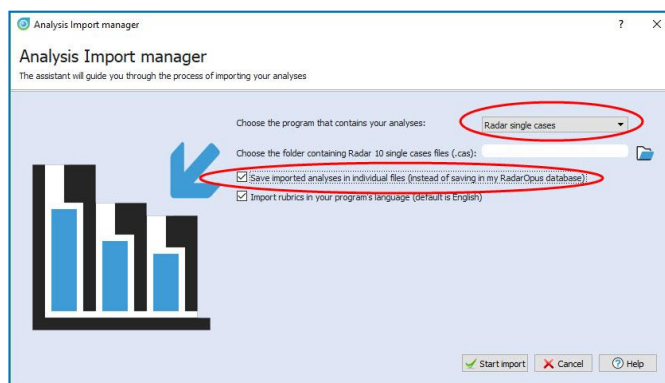 Analysis Import manager
?
Analysis Import manager
The assistant will guide you through the process of importing your analyses
Choose the program that contains your analyses:
Radar single cases
Choose the folder containing Radar 10 single cases files (.cas):
Save imported analyses in individual files (instead of saving in my RadarOpus database)
Import rubrics in your program's language (default is English)
Start import
Cancel
? Help